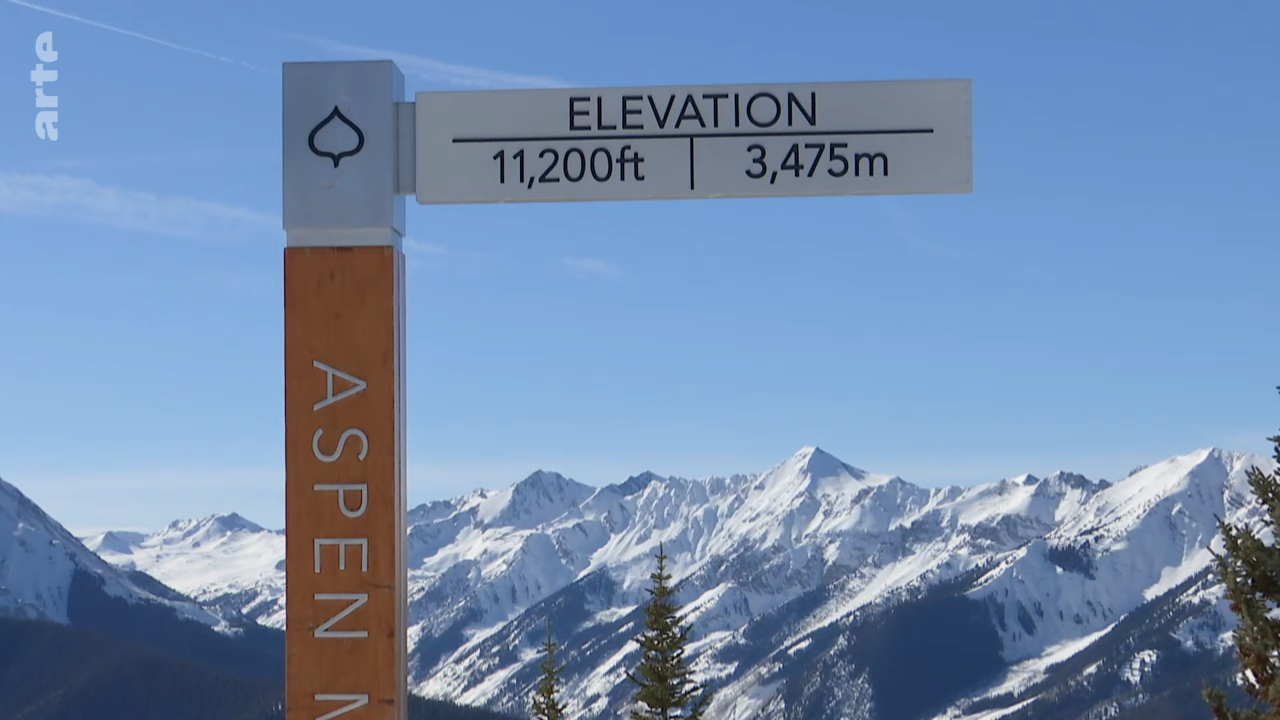 arte
ELEVATION
11,200ft | 3,475m
ASPEN